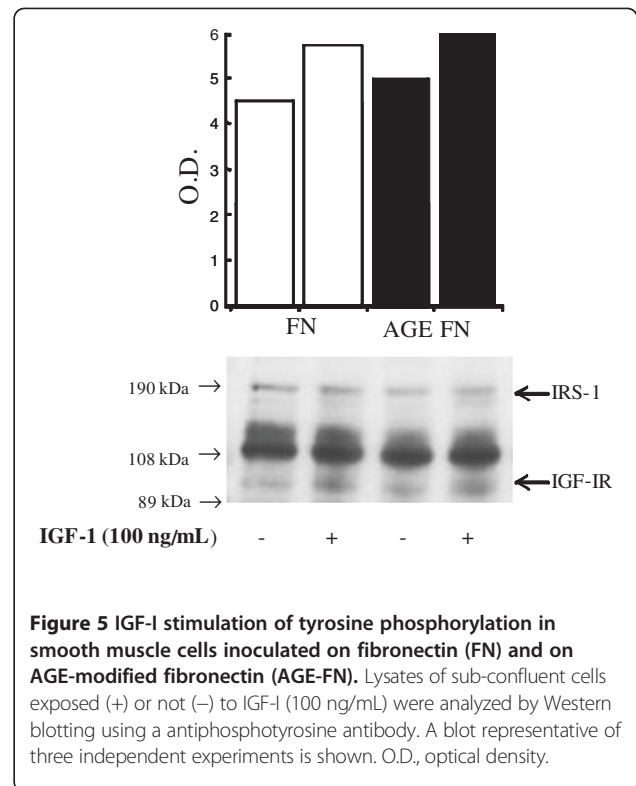 6
5
4
3
2
1
0
O.D.
FN AGE FN
190 kDa → ←IRS-1
108 kDa →
89 kDa → ←IGF-IR
IGF-1 (100 ng/mL) - + - +
Figure 5 IGF-I stimulation of tyrosine phosphorylation in
smooth muscle cells inoculated on fibronectin (FN) and on
AGE-modified fibronectin (AGE-FN). Lysates of sub-confluent cells
exposed (+) or not (−) to IGF-I (100 ng/mL) were analyzed by Western
blotting using a antiphosphotyrosine antibody. A blot representative of
three independent experiments is shown. O.D., optical density.